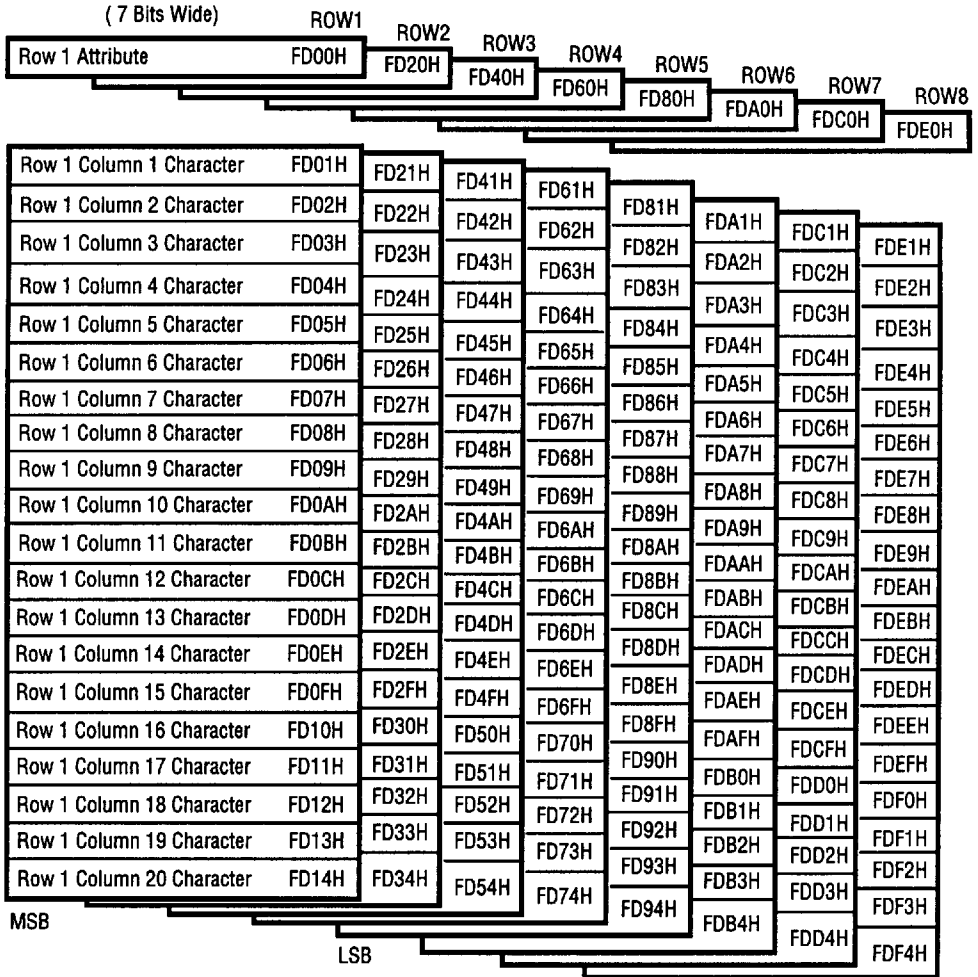 ( 7 Bits Wide)
ROW1 ROW2 ROW3 ROW4 ROW5 ROW6 ROW7 ROW8
Row 1 Attribute FD00H FD20H FD40H FD60H FD80H FDA0H FDC0H FDE0H
Row 1 Column 1 Character FD01H FD21H FD41H FD61H FD81H FDA1H FDC1H FDE1H
Row 1 Column 2 Character FD02H FD22H FD42H FD62H FD82H FDA2H FDC2H FDE2H
Row 1 Column 3 Character FD03H FD23H FD43H FD63H FD83H FDA3H FDC3H FDE3H
Row 1 Column 4 Character FD04H FD24H FD44H FD64H FD84H FDA4H FDC4H FDE4H
Row 1 Column 5 Character FD05H FD25H FD45H FD65H FD85H FDA5H FDC5H FDE5H
Row 1 Column 6 Character FD06H FD26H FD46H FD66H FD86H FDA6H FDC6H FDE6H
Row 1 Column 7 Character FD07H FD27H FD47H FD67H FD87H FDA7H FDC7H FDE7H
Row 1 Column 8 Character FD08H FD28H FD48H FD68H FD88H FDA8H FDC8H FDE8H
Row 1 Column 9 Character FD09H FD29H FD49H FD69H FD89H FDA9H FDC9H FDE9H
Row 1 Column 10 Character FD0AH FD2AH FD4AH FD6AH FD8AH FDAAH FDCAH FDEAH
Row 1 Column 11 Character FD0BH FD2BH FD4BH FD6BH FD8BH FDABH FDCBH FDEBH
Row 1 Column 12 Character FD0CH FD2CH FD4CH FD6CH FD8CH FDACH FDCCH FDECH
Row 1 Column 13 Character FD0DH FD2DH FD4DH FD6DH FD8DH FDADH FDCDH FDEDH
Row 1 Column 14 Character FD0EH FD2EH FD4EH FD6EH FD8EH FDAEH FDCEH FDEEH
Row 1 Column 15 Character FD0FH FD2FH FD4FH FD6FH FD8FH FDAFH FDCFH FDEFH
Row 1 Column 16 Character FD10H FD30H FD50H FD70H FD90H FDB0H FDD0H FDF0H
Row 1 Column 17 Character FD11H FD31H FD51H FD71H FD91H FDB1H FDD1H FDF1H
Row 1 Column 18 Character FD12H FD32H FD52H FD72H FD92H FDB2H FDD2H FDF2H
Row 1 Column 19 Character FD13H FD33H FD53H FD73H FD93H FDB3H FDD3H FDF3H
Row 1 Column 20 Character FD14H FD34H FD54H FD74H FD94H FDB4H FDD4H FDF4H
MSB
LSB